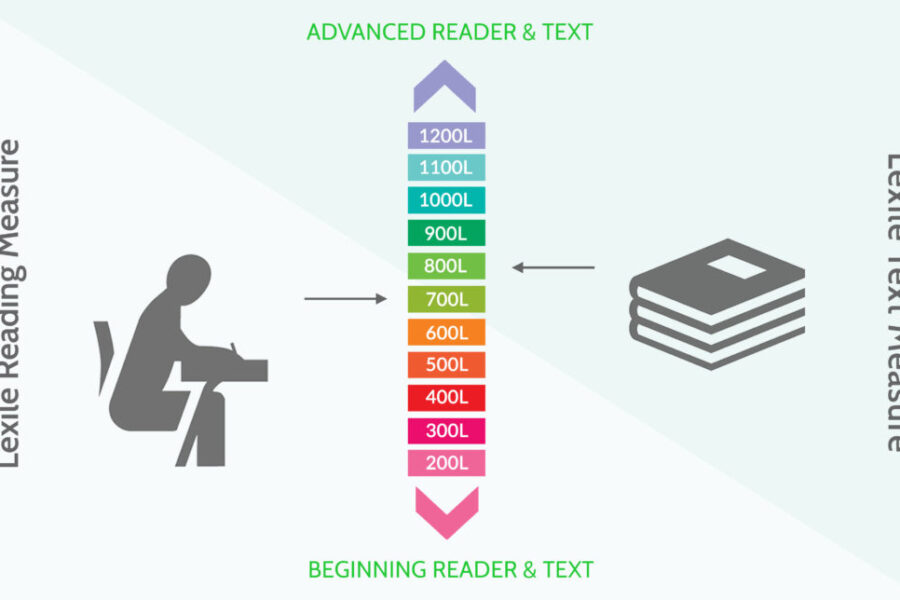 ADVANCED READER & TEXT
Lexile Reading Measure
1200L
1100L
1000L
900L
800L
700L
600L
500L
400L
300L
200L
Lexile Text Measure
BEGINNING READER & TEXT